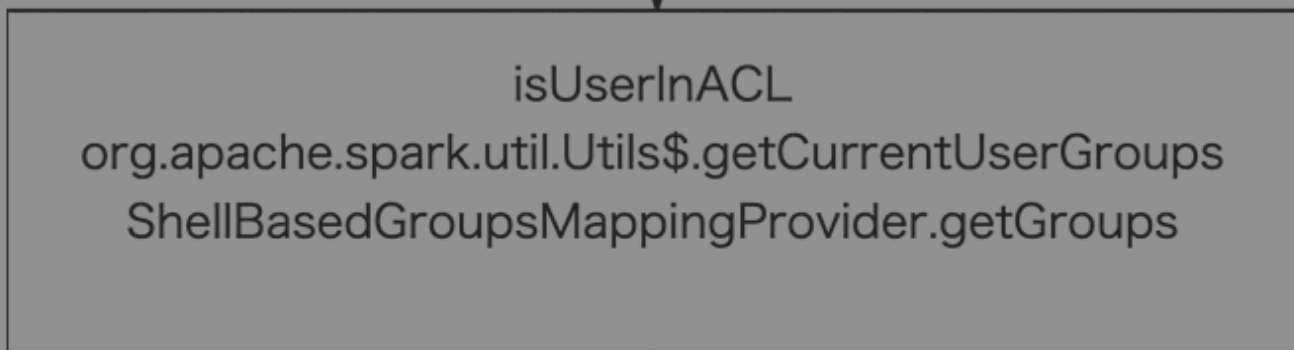 isUserInACL
org.apache.spark.util.Utils$.getCurrentUserGroups
ShellBasedGroupsMappingProvider.getGroups